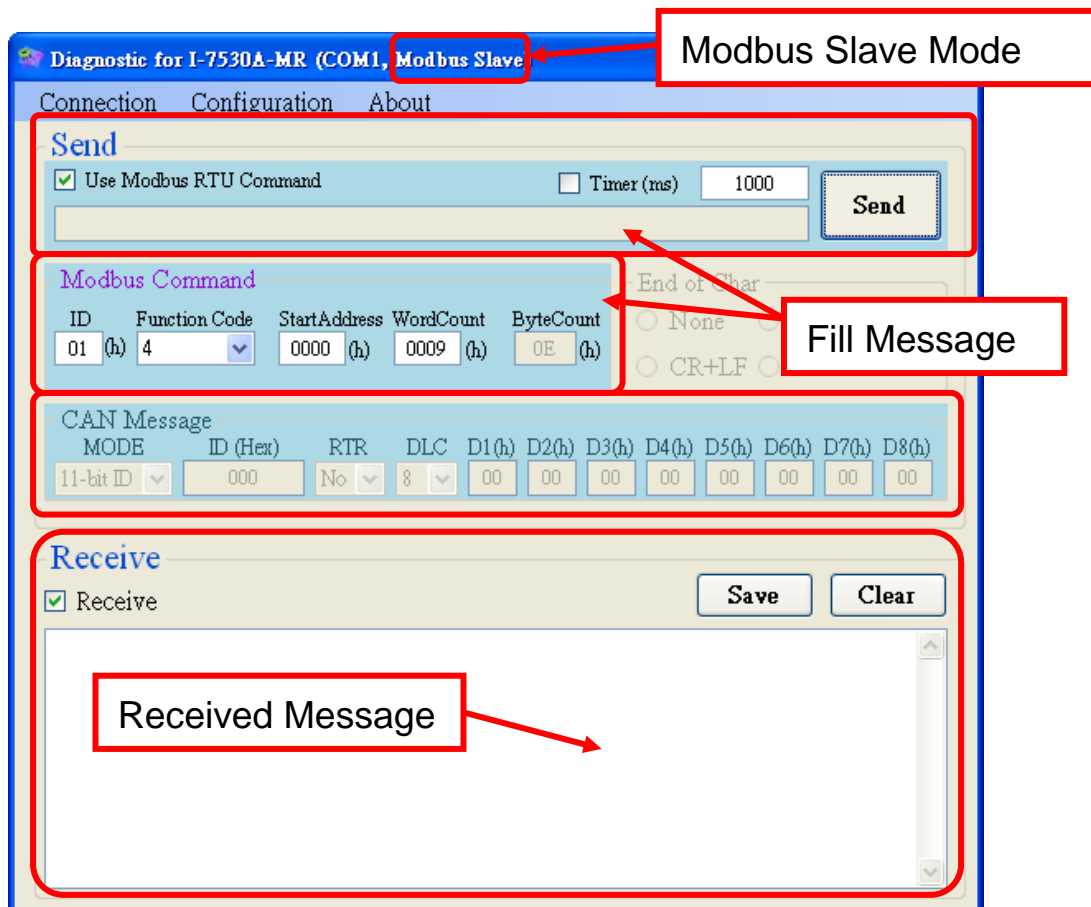 Modbus Slave Mode
Diagnostic for I-7530A-MR (COM1, Modbus Slave)
Connection Configuration About
Send
Use Modbus RTU Command Timer (ms) 1000 Send
Modbus Command End of Char
ID Function Code StartAddress WordCount ByteCount None
01 (h) 4 0000 (h) 0009 (h) 0E (h)
Fill Message
CR+LF
CAN Message
MODE ID (Hex) RTR DLC D1(h) D2(h) D3(h) D4(h) D5(h) D6(h) D7(h) D8(h)
11-bit ID 000 No 8 00 00 00 00 00 00 00 00
Receive
Receive Save Clear
Received Message